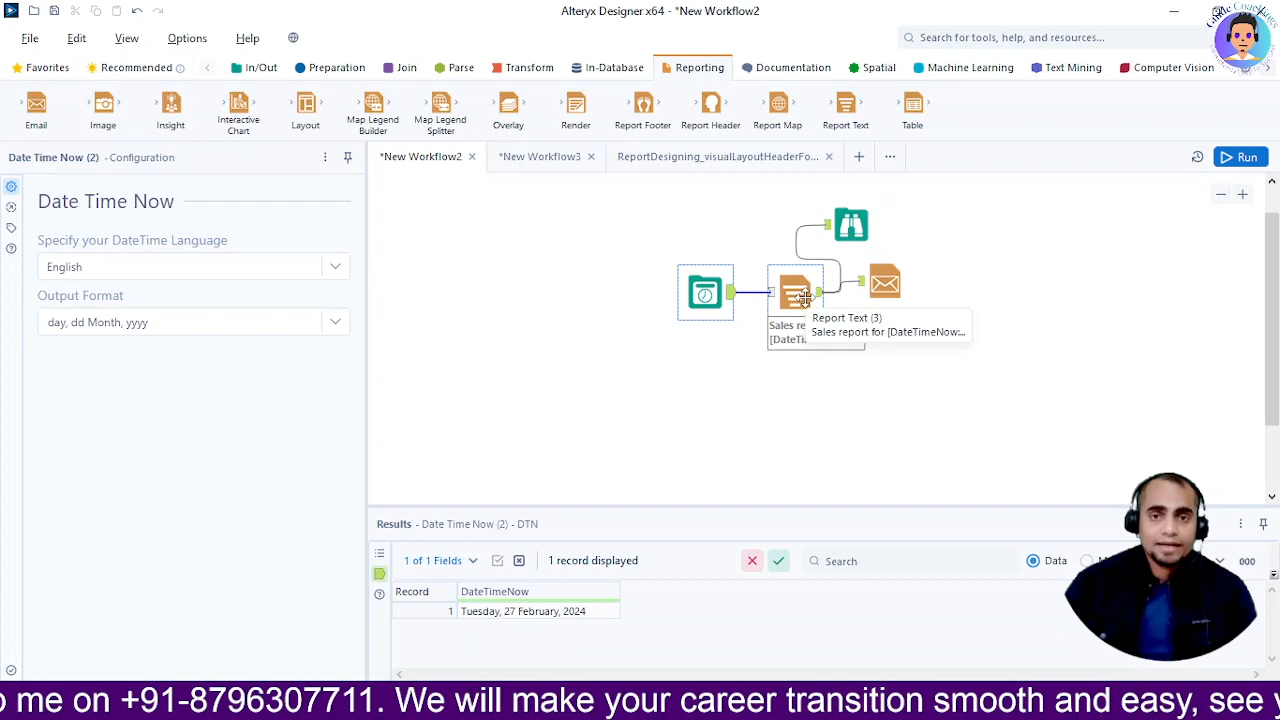 Alteryx Designer x64 - *New Workflow2
File Edit View Options Help
Search for tools, help, and resources...
Favorites Recommended In/Out Preparation Join Parse Transform In-Database Reporting Documentation Spatial Machine Learning Text Mining Computer Vision
Email Image Insight Interactive Chart Layout Map Legend Builder Map Legend Splitter Overlay Render Report Footer Report Header Report Map Report Text Table
Date Time Now (2) - Configuration
*New Workflow2 *New Workflow3 ReportDesigning_visualLayoutHeaderFo... Run
Date Time Now
Specify your DateTime Language
English
Output Format
day, dd Month, yyyy
Report Text (3)
Sales report for [DateTimeNow...
Sales re
[DateTi
Results - Date Time Now (2) - DTN
1 of 1 Fields 1 record displayed Search Data 000
Record DateTimeNow
1 Tuesday, 27 February, 2024
o me on +91-8796307711. We will make your career transition smooth and easy, see